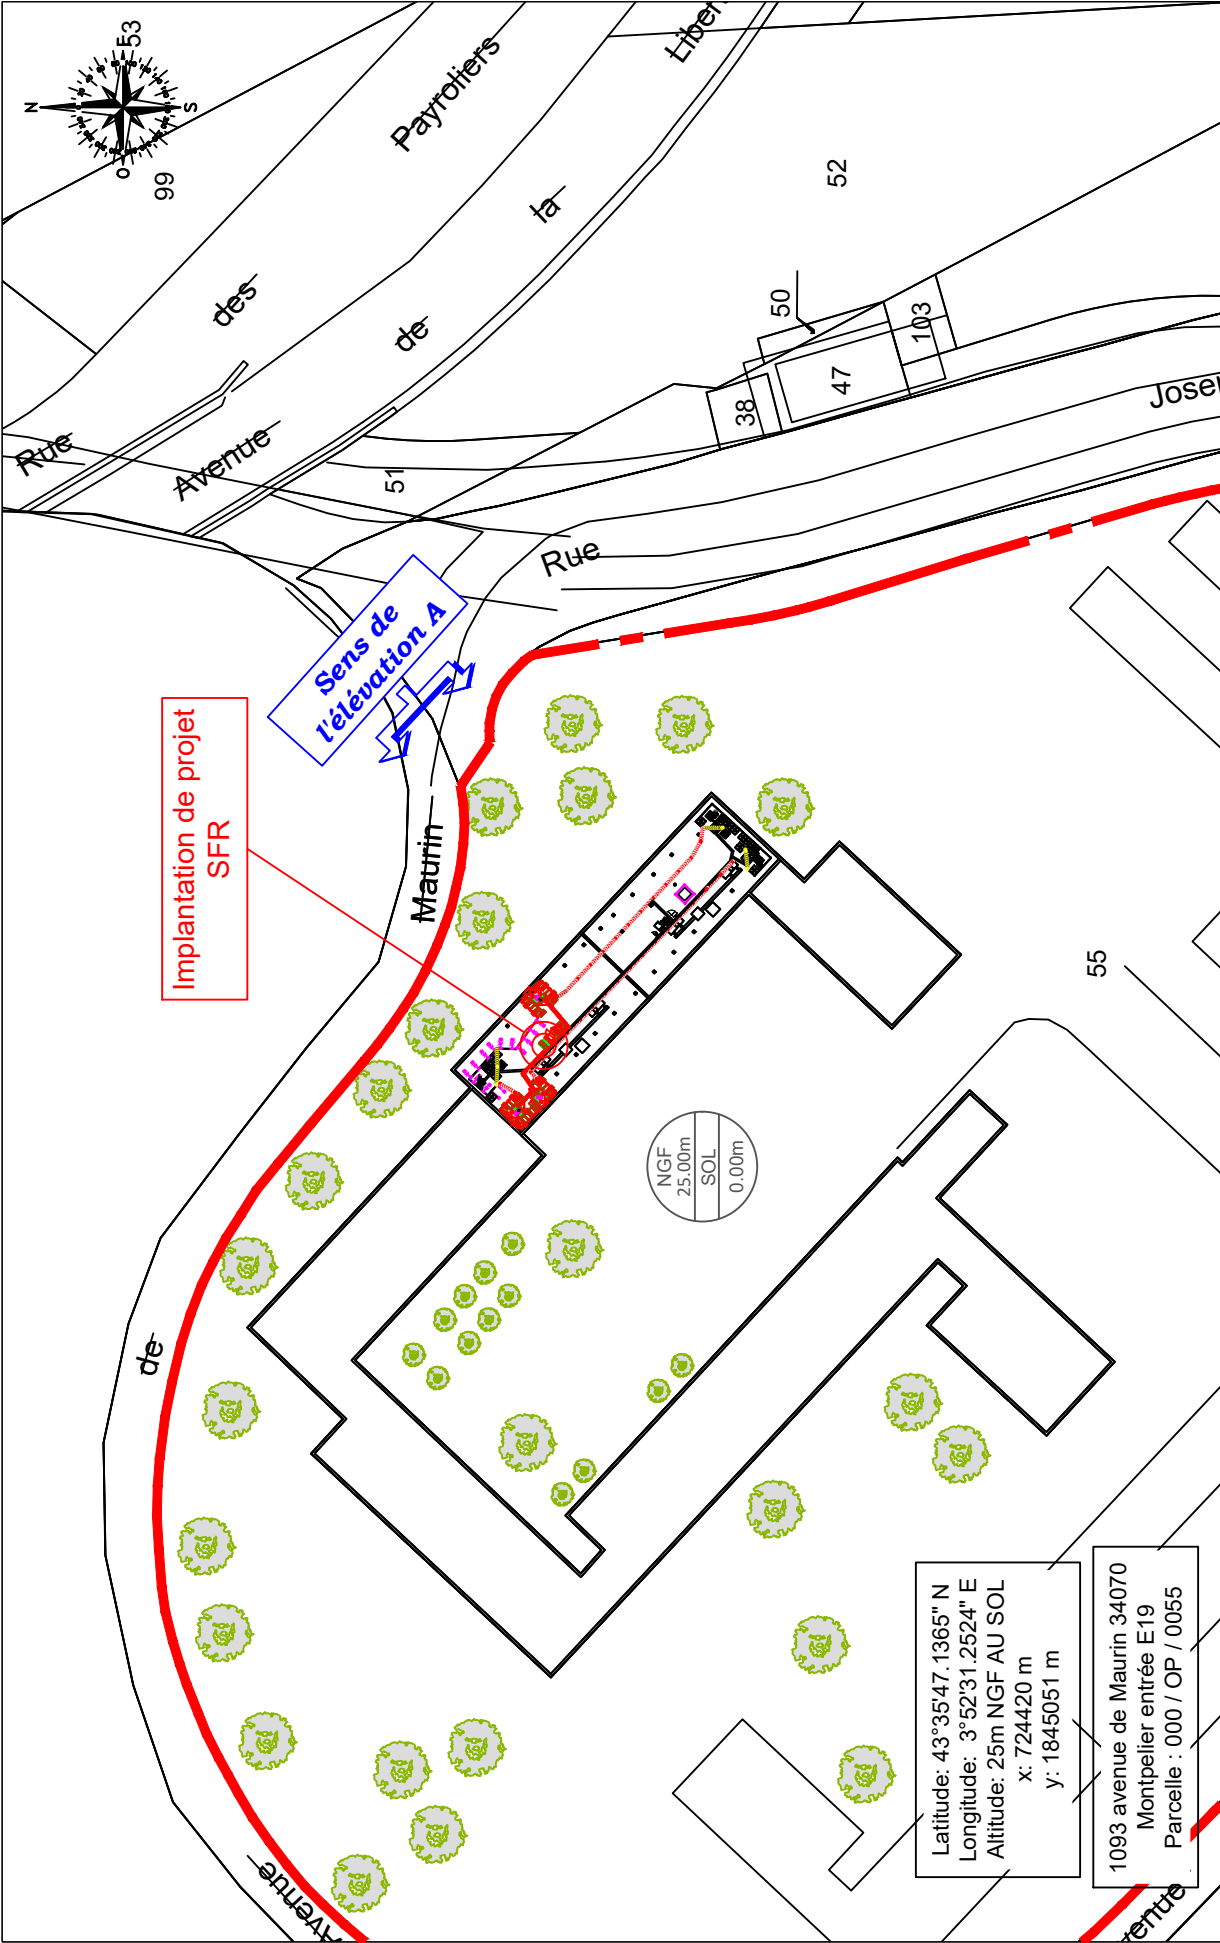 Avenue
de
Maurin
Rue
des
Payroliers
Avenue
de
la
Rue
N
S
E
O
53
99
52
51
50
38
47
103
55
Implantation de projet
SFR
Sens de
l'élévation A
NGF
25.00m
SOL
0.00m
Latitude: 43°35'47.1365" N
Longitude: 3°52'31.2524" E
Altitude: 25m NGF AU SOL
x: 724420 m
y: 1845051 m
1093 avenue de Maurin 34070
Montpellier entrée E19
Parcelle : 000 / OP / 0055
venue